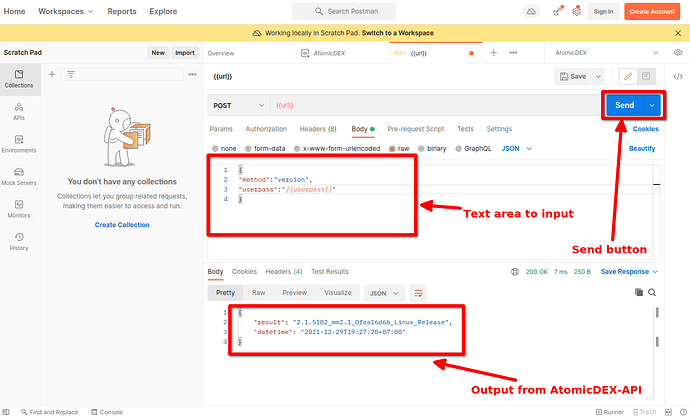 Home Workspaces Reports Explore Search Postman Sign In Create Account
Working locally in Scratch Pad. Switch to a Workspace
Scratch Pad New Import Overview AtomicDEX POST {{url}} AtomicDEX
Collections
{{url}} Save
POST {{url}} Send
APIs
Params Authorization Headers (8) Body Pre-request Script Tests Settings Cookies
Environments
none form-data x-www-form-urlencoded raw binary GraphQL JSON Beautify
Mock Servers
1 {
2 "method":"version",
3 "userpass":"{{userpass}}"
4 }
You don't have any collections
Collections let you group related requests,
making them easier to access and run.
Create Collection
Monitors
History
Text area to input
Send button
Body Cookies Headers (4) Test Results 200 OK 7 ms 250 B Save Response
Pretty Raw Preview Visualize JSON
1 {
2 "result": "2.1.5182_mm2.1_0fea16d6b_Linux_Release",
3 "datetime": "2021-12-29T19:27:20+07:00"
4 }
Output from AtomicDEX-API
Find and Replace Console Runner Trash